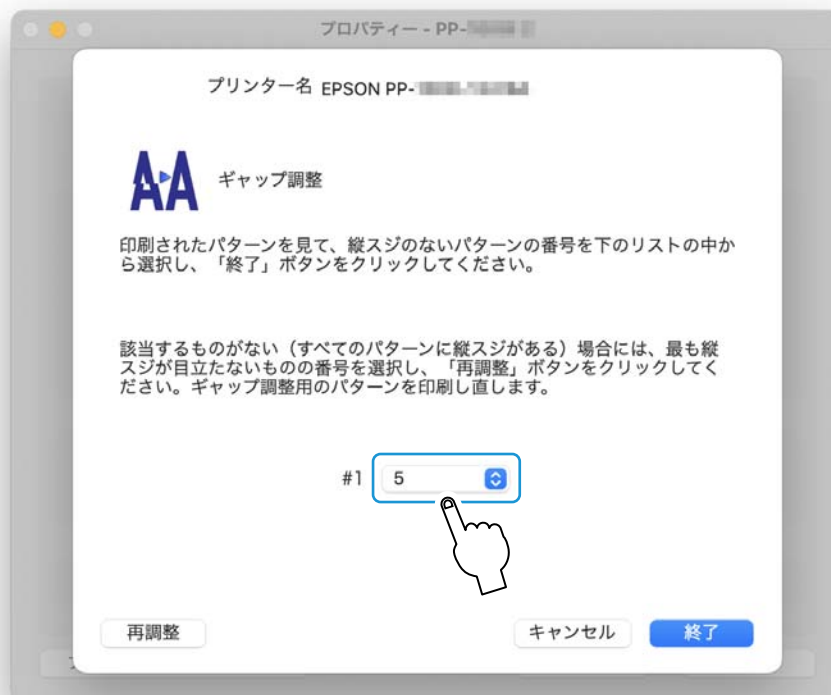 プロパティー - PP-
プリンター名 EPSON PP-
ギャップ調整
印刷されたパターンを見て、縦スジのないパターンの番号を下のリストの中か
ら選択し、「終了」ボタンをクリックしてください。
該当するものがない（すべてのパターンに縦スジがある）場合には、最も縦
スジが目立たないものの番号を選択し、「再調整」ボタンをクリックしてく
ださい。ギャップ調整用のパターンを印刷し直します。
#1 5
再調整 キャンセル 終了